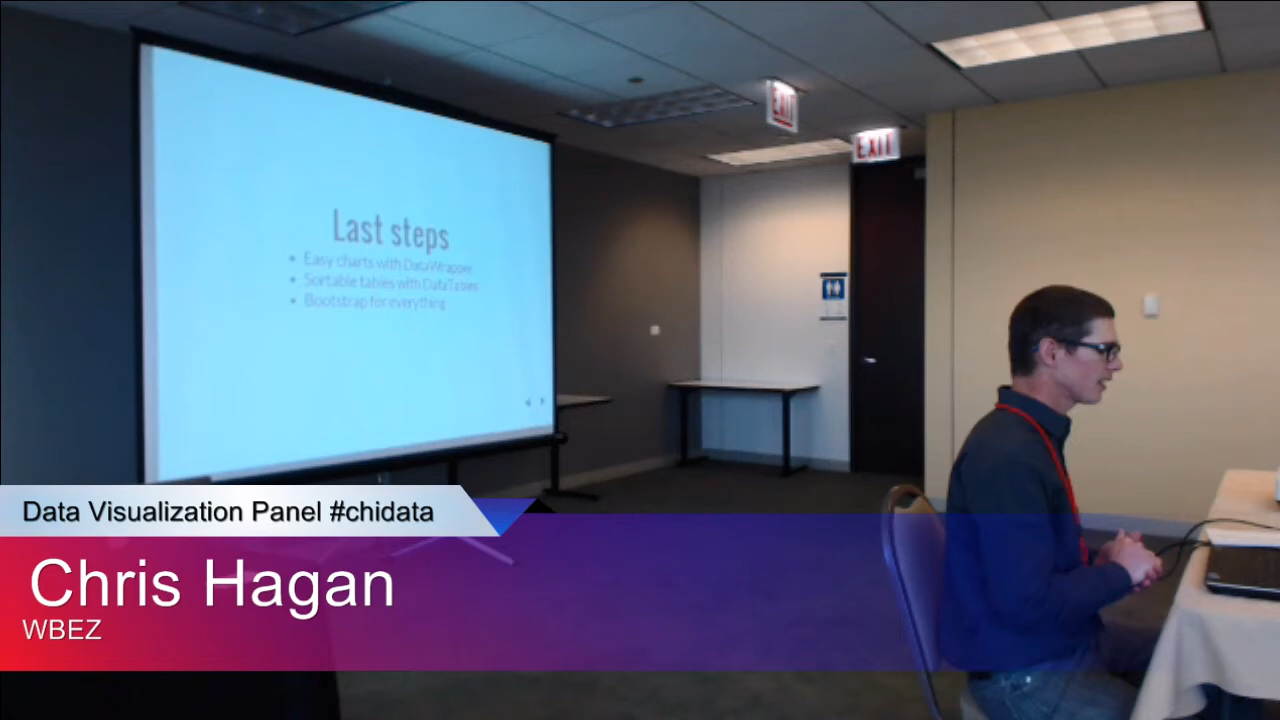 EXIT
EXIT
Last steps
Easy charts with DataWrapper
Sortable tables with DataTables
Bootstrap for everything
Data Visualization Panel #chidata
Chris Hagan
WBEZ